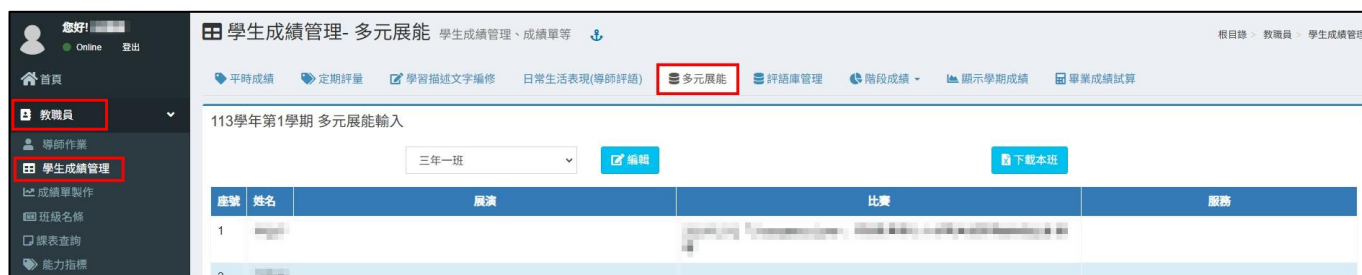 您好!
Online 登出
首頁
教職員
導師作業
學生成績管理
成績單製作
班級名條
課表查詢
能力指標
學生成績管理- 多元展能 學生成績管理、成績單等
根目錄 > 教職員 > 學生成績管理
平時成績 定期評量 學習描述文字編修 日常生活表現(導師評語) 多元展能 評語庫管理 階段成績 顯示學期成績 畢業成績試算
113學年第1學期 多元展能輸入
三年一班 編輯 下載本班
座號 姓名 展演 比賽 服務
1